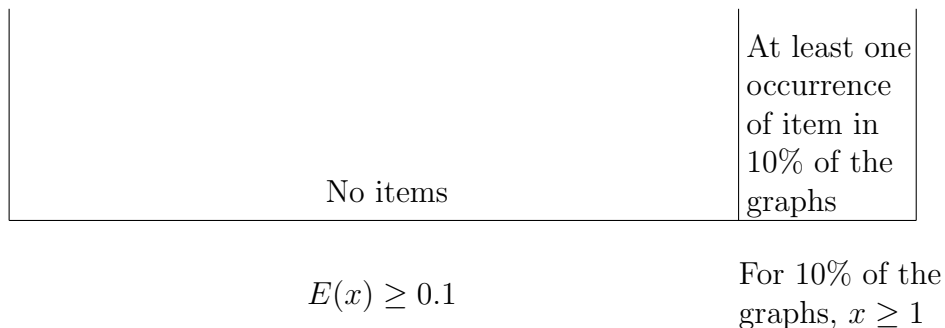 At least one
occurrence
of item in
10% of the
graphs
No items
E(x) ≥ 0.1
For 10% of the
graphs, x ≥ 1